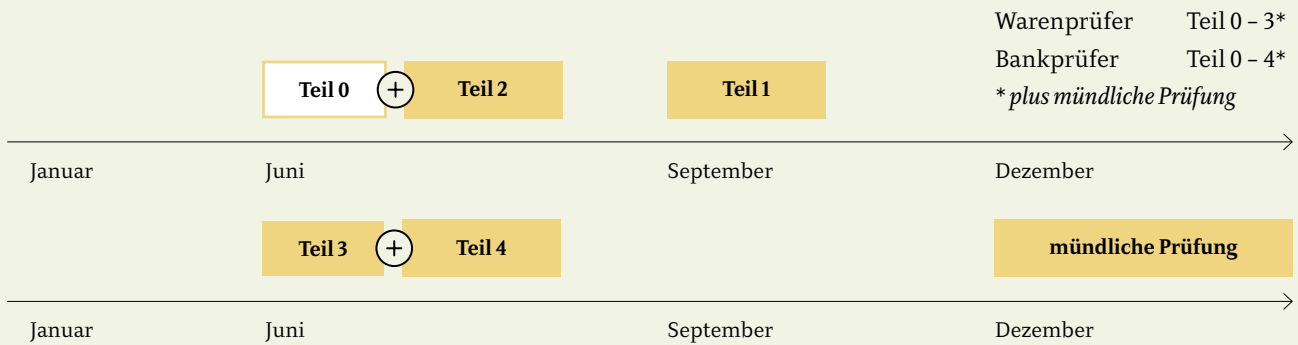 Warenprüfer Teil 0 – 3*
Bankprüfer Teil 0 – 4*
* plus mündliche Prüfung
Teil 0 + Teil 2 Teil 1
Januar Juni September Dezember
Teil 3 + Teil 4 mündliche Prüfung
Januar Juni September Dezember